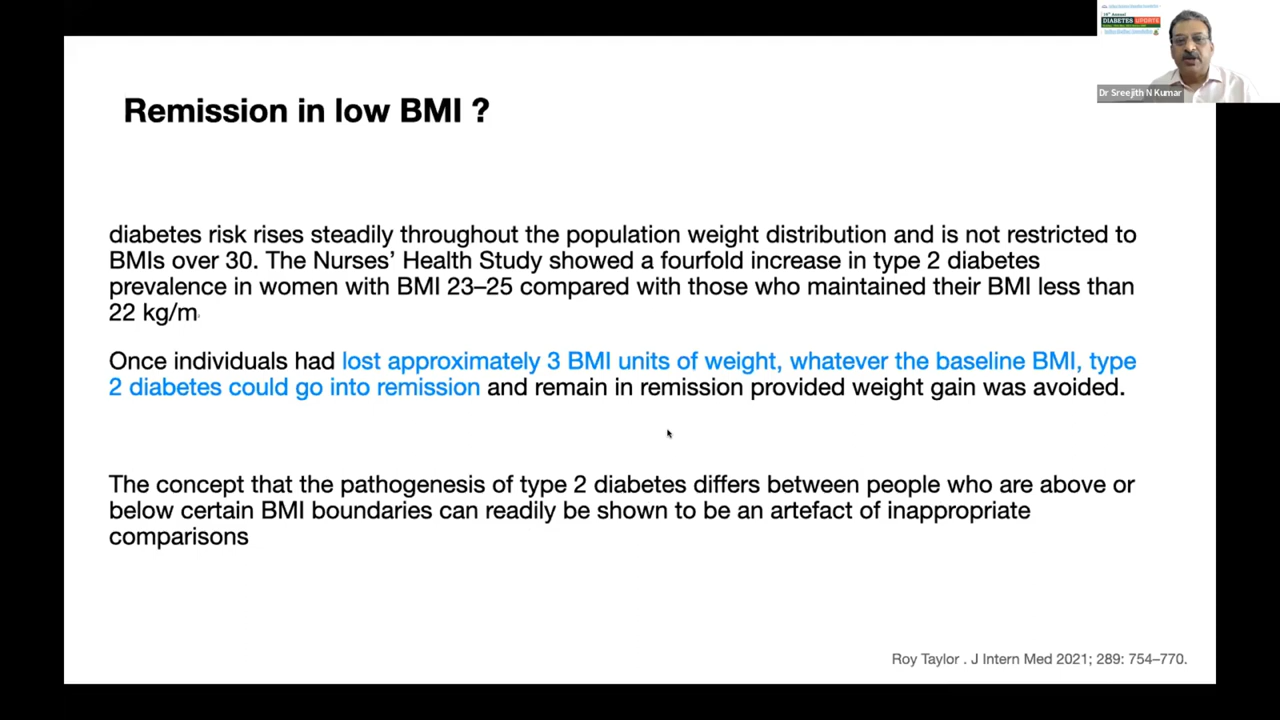 DIABETES UPDATE
Dr Sreejith N Kumar
Remission in low BMI ?
diabetes risk rises steadily throughout the population weight distribution and is not restricted to
BMIs over 30. The Nurses’ Health Study showed a fourfold increase in type 2 diabetes
prevalence in women with BMI 23–25 compared with those who maintained their BMI less than
22 kg/m
Once individuals had lost approximately 3 BMI units of weight, whatever the baseline BMI, type
2 diabetes could go into remission and remain in remission provided weight gain was avoided.
The concept that the pathogenesis of type 2 diabetes differs between people who are above or
below certain BMI boundaries can readily be shown to be an artefact of inappropriate
comparisons
Roy Taylor . J Intern Med 2021; 289: 754–770.